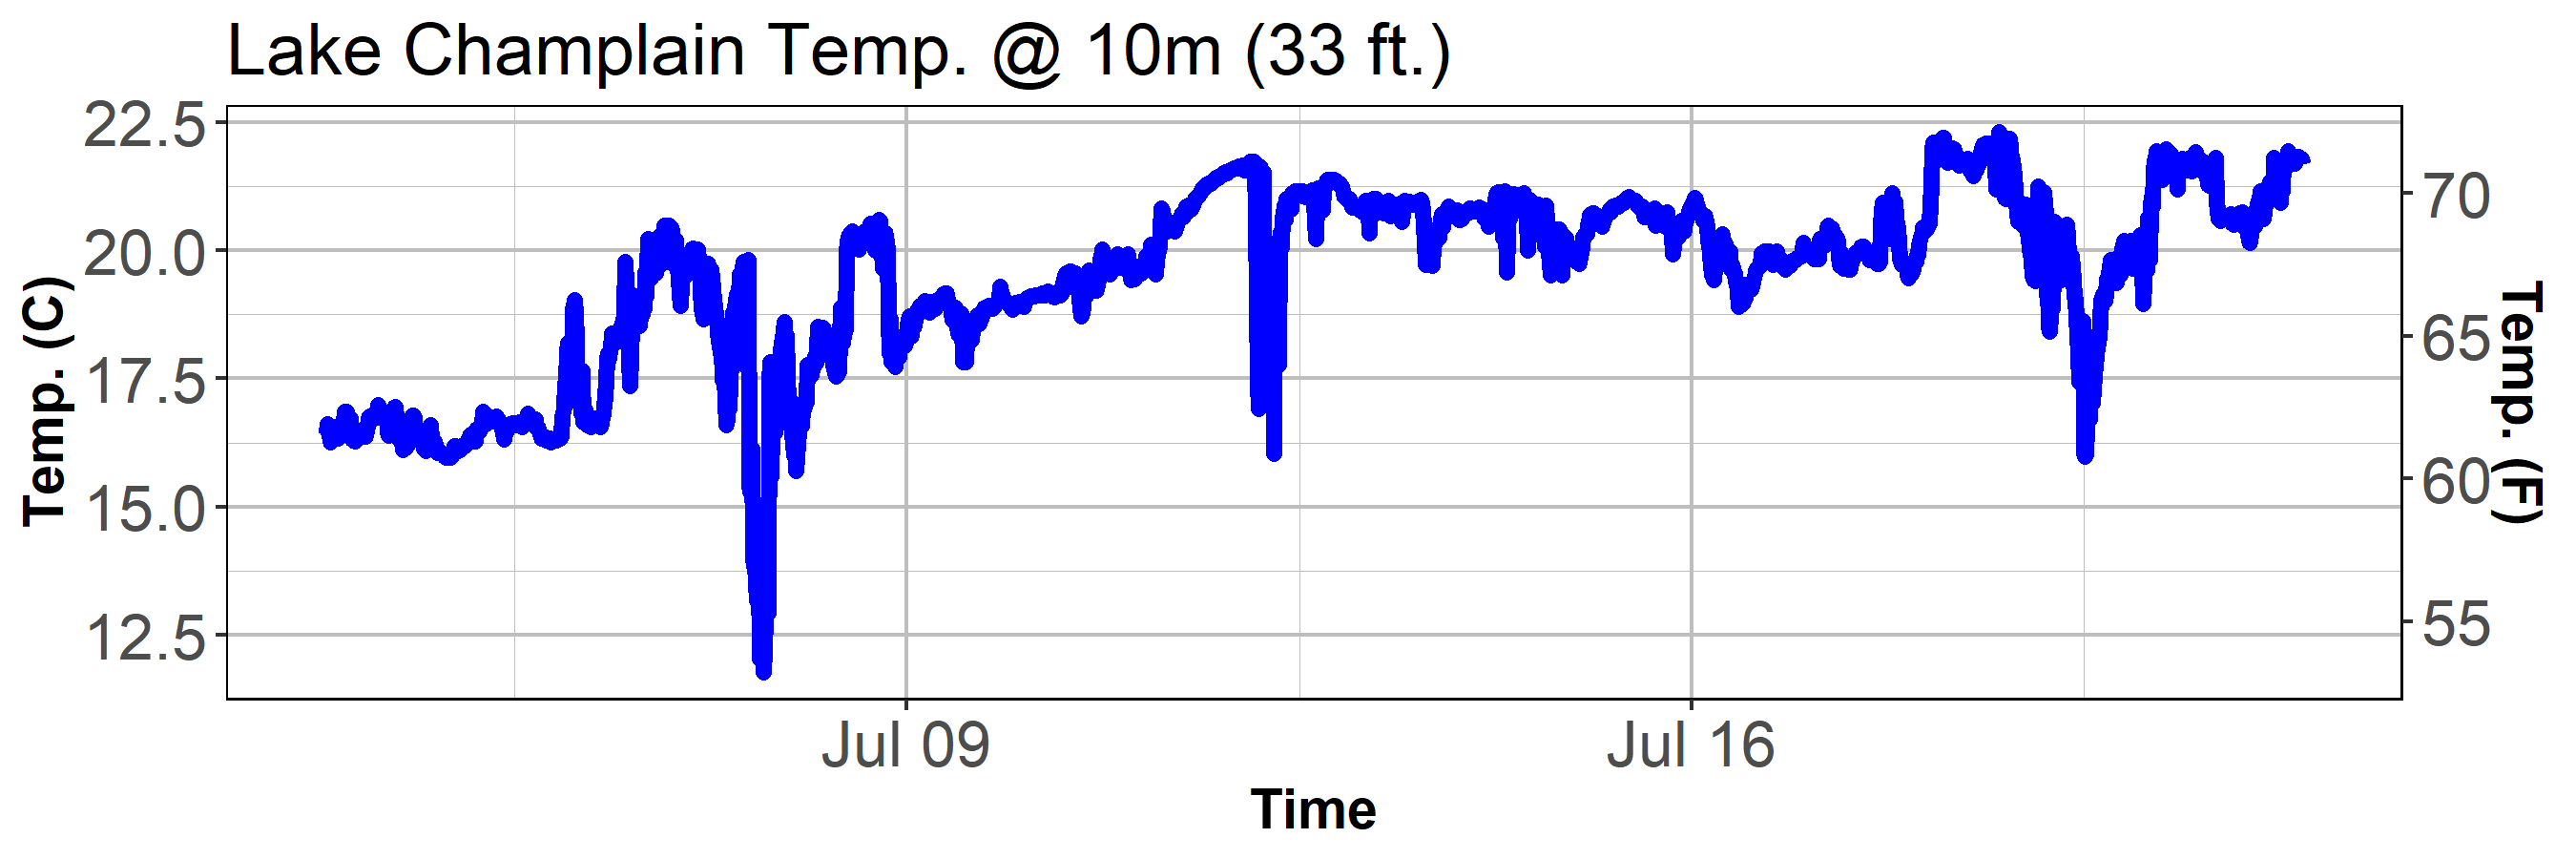 Lake Champlain Temp. @ 10m (33 ft.)
22.5
20.0
17.5
15.0
12.5
Temp. (C)
70
65
60
55
Temp. (F)
Jul 09
Jul 16
Time